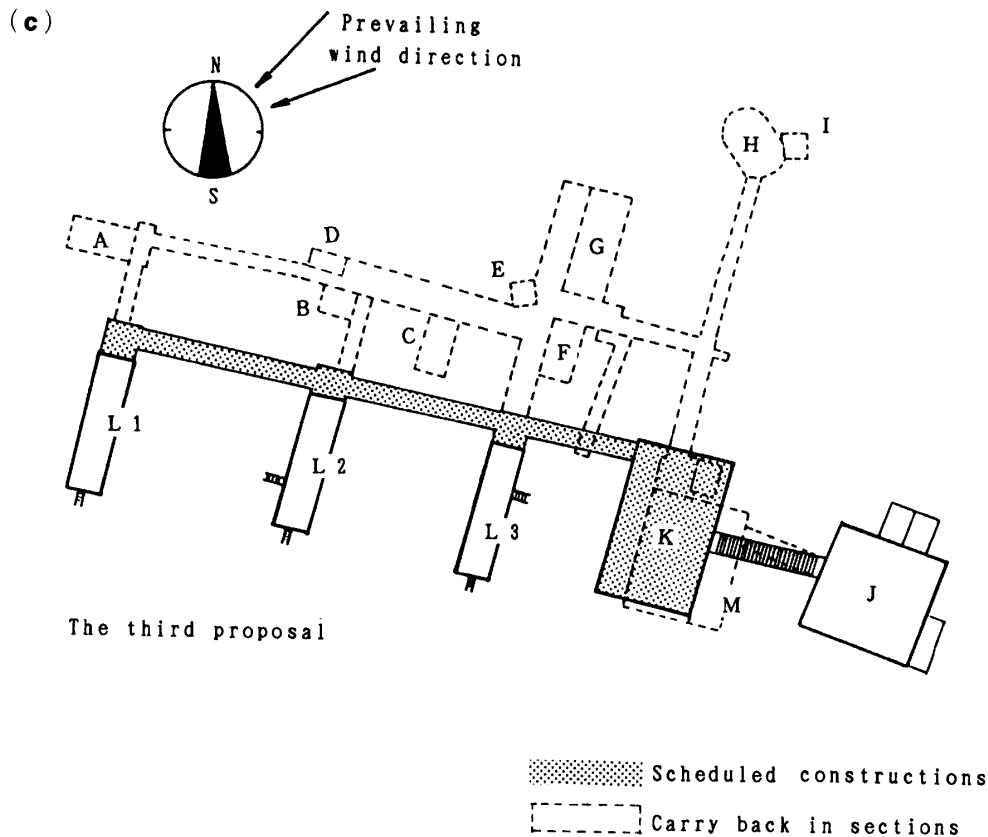 (c)
Prevailing
wind direction
N
S
H
I
A
D
G
E
B
C
F
L 1
L 2
L 3
K
J
M
The third proposal
Scheduled constructions
Carry back in sections